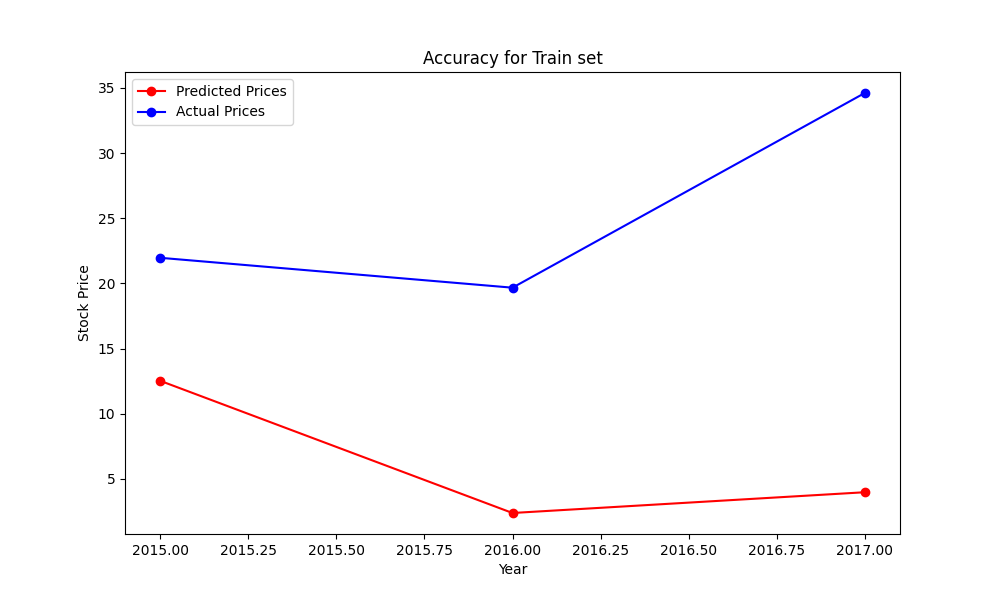 Accuracy for Train set
Predicted Prices
Actual Prices
Stock Price
35
30
25
20
15
10
5
2015.00 2015.25 2015.50 2015.75 2016.00 2016.25 2016.50 2016.75 2017.00
Year